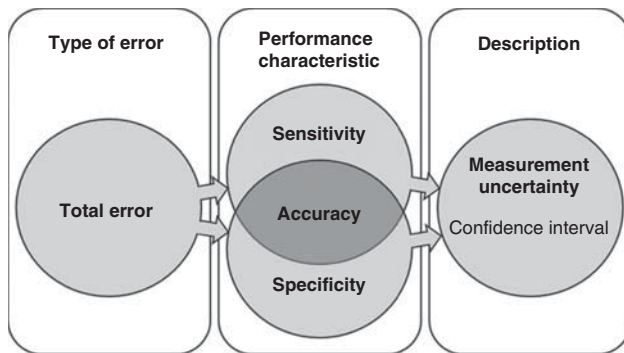 Type of error
Performance
characteristic
Description
Total error
Sensitivity
Accuracy
Specificity
Measurement
uncertainty
Confidence interval